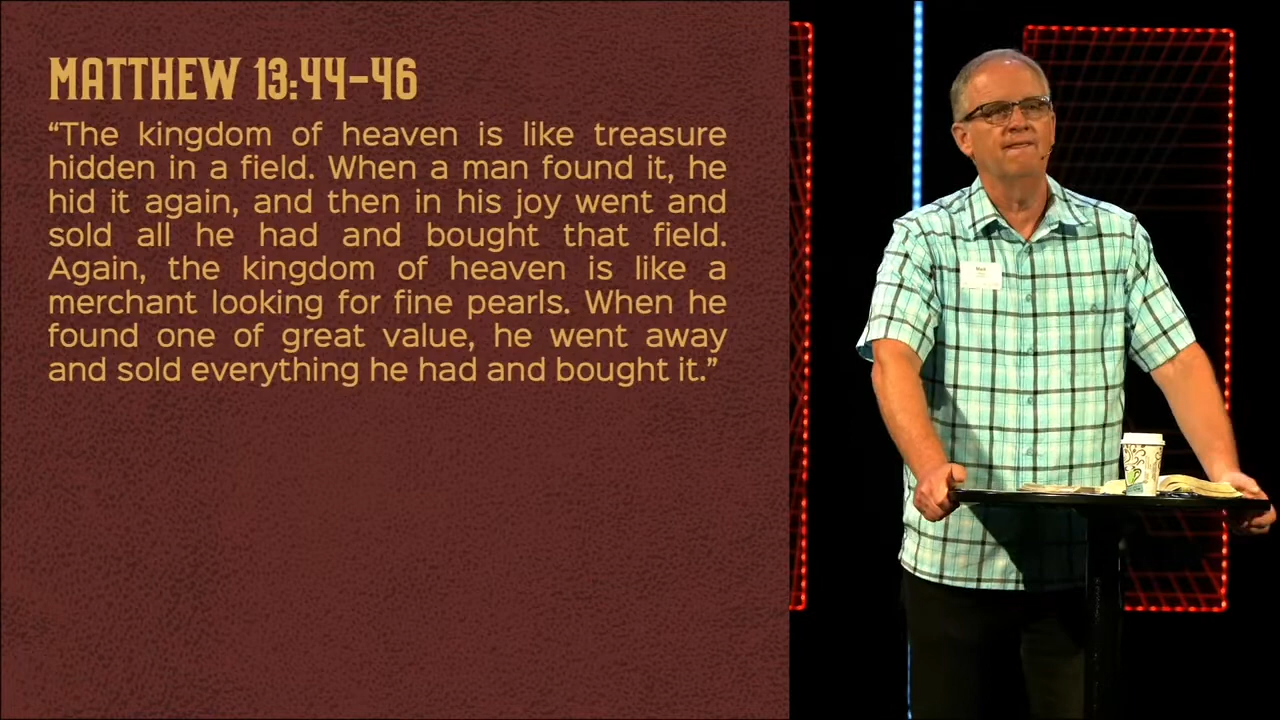 MATTHEW 13:44-46
“The kingdom of heaven is like treasure
hidden in a field. When a man found it, he
hid it again, and then in his joy went and
sold all he had and bought that field.
Again, the kingdom of heaven is like a
merchant looking for fine pearls. When he
found one of great value, he went away
and sold everything he had and bought it.”